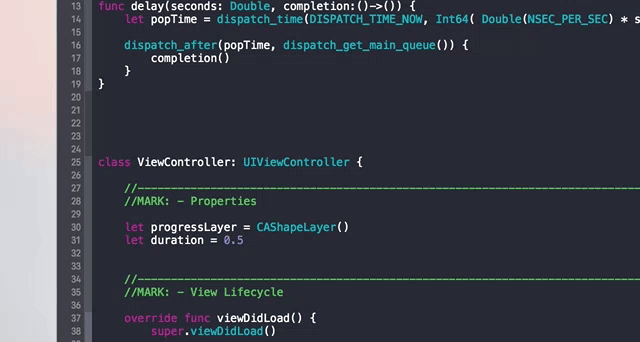 13 func delay(seconds: Double, completion:()->()) {
14 let popTime = dispatch_time(DISPATCH_TIME_NOW, Int64( Double(NSEC_PER_SEC) * s
15
16 dispatch_after(popTime, dispatch_get_main_queue()) {
17 completion()
18 }
19 }
20
21
22
23
24
25 class ViewController: UIViewController {
26
27 //------------------------------------------------------------------------------
28 //MARK: - Properties
29
30 let progressLayer = CAShapeLayer()
31 let duration = 0.5
32
33
34 //------------------------------------------------------------------------------
35 //MARK: - View Lifecycle
36
37 override func viewDidLoad() {
38 super.viewDidLoad()